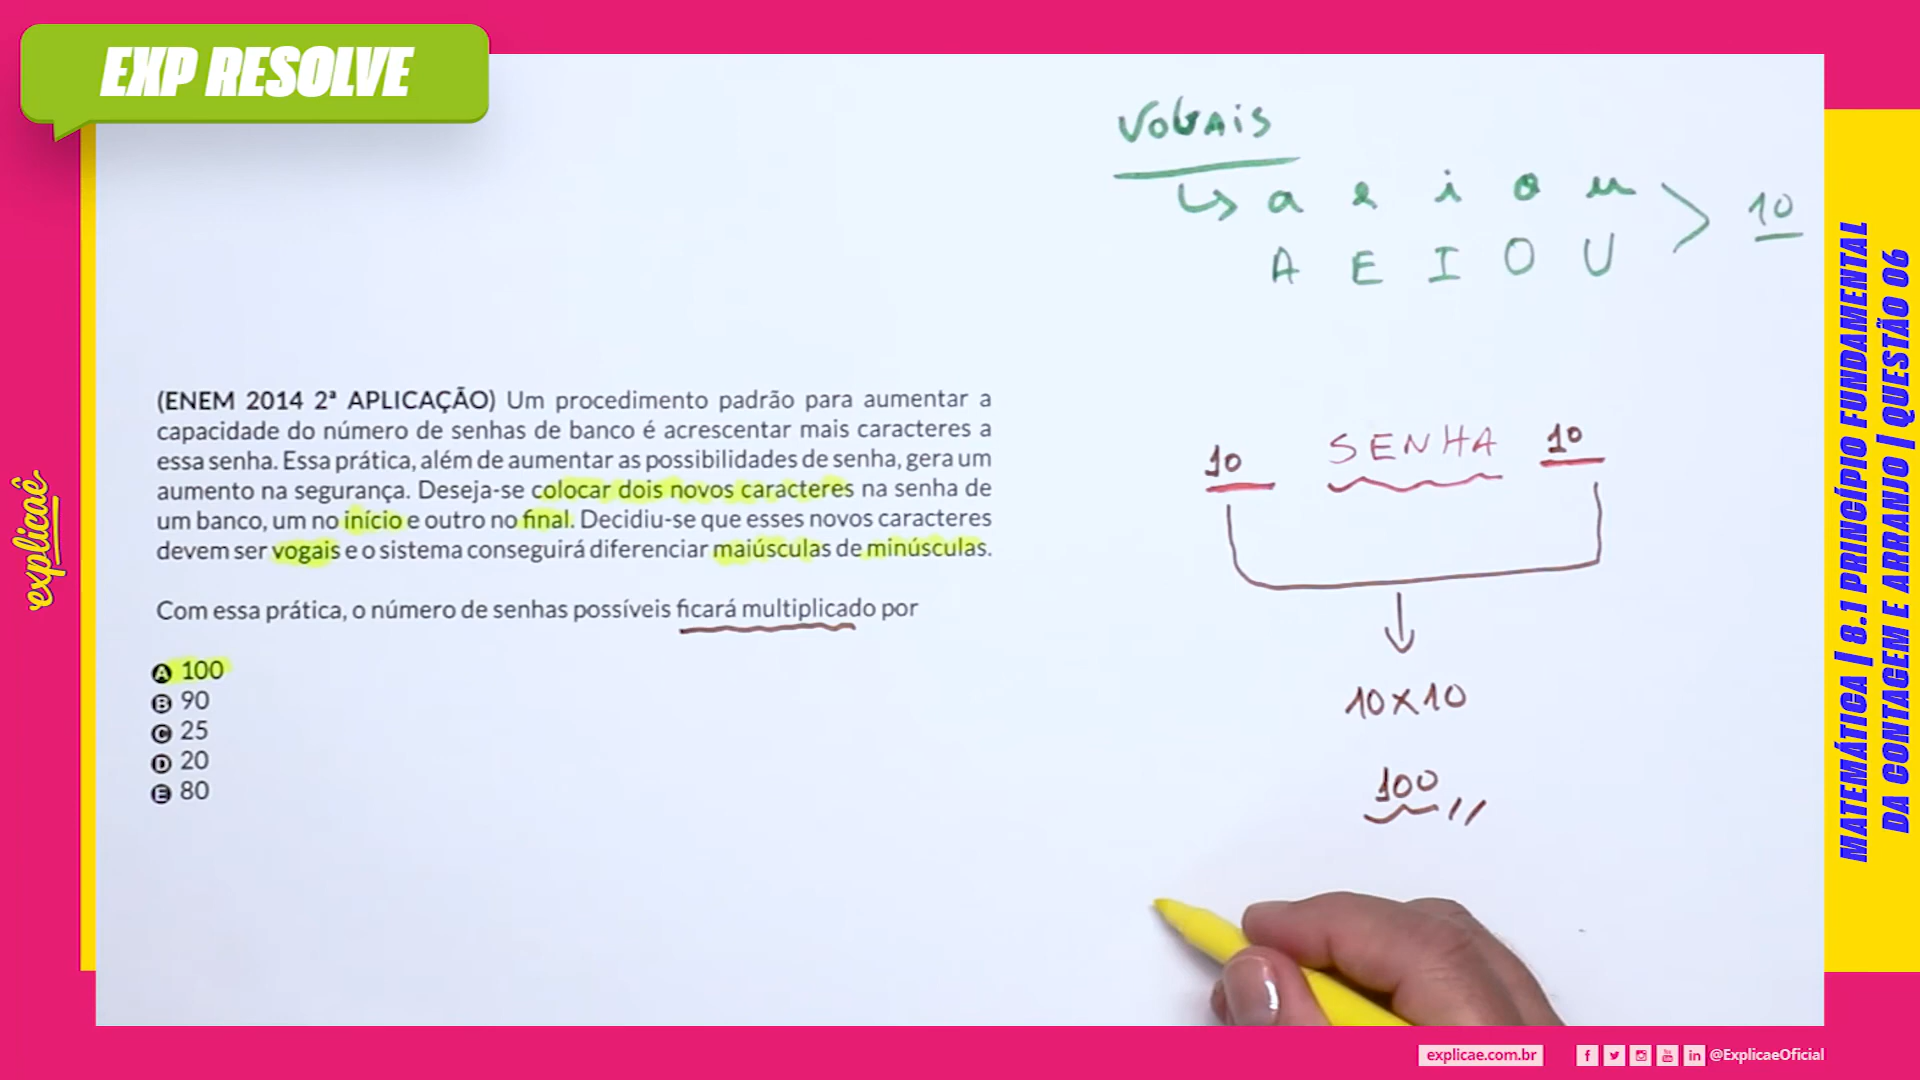 EXP RESOLVE
VOGAIS
a e i o u
10
A E I O U
(ENEM 2014 2ª APLICAÇÃO) Um procedimento padrão para aumentar a
capacidade do número de senhas de banco é acrescentar mais caracteres a
essa senha. Essa prática, além de aumentar as possibilidades de senha, gera um
aumento na segurança. Deseja-se colocar dois novos caracteres na senha de
um banco, um no início e outro no final. Decidiu-se que esses novos caracteres
devem ser vogais e o sistema conseguirá diferenciar maiúsculas de minúsculas.
Com essa prática, o número de senhas possíveis ficará multiplicado por
A 100
B 90
C 25
D 20
E 80
10 SENHA 10
10x10
100
explicaê
MATEMÁTICA | 8.1 PRINCÍPIO FUNDAMENTAL
DA CONTAGEM E ARRANJO | QUESTÃO 06
explicae.com.br
@ExplicaeOficial